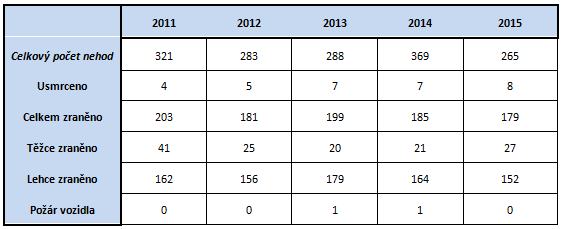 2011 2012 2013 2014 2015
Celkový počet nehod 321 283 288 369 265
Usmrceno 4 5 7 7 8
Celkem zraněno 203 181 199 185 179
Těžce zraněno 41 25 20 21 27
Lehce zraněno 162 156 179 164 152
Požár vozidla 0 0 1 1 0